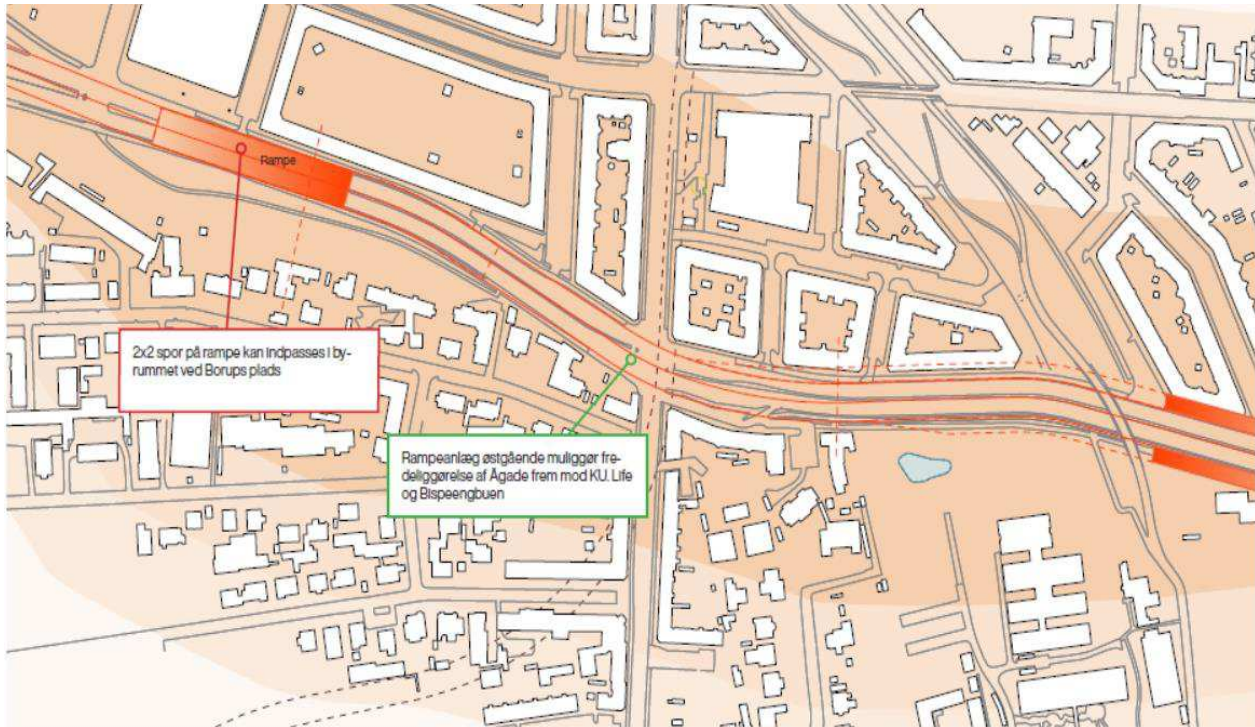 Rampe
2x2 spor på rampe kan indpasses i by-
rummet ved Borups plads
Rampeanlæg østgående muliggør fre-
deliggørelse af Ågade frem mod KU. Life
og Bispeengbuen